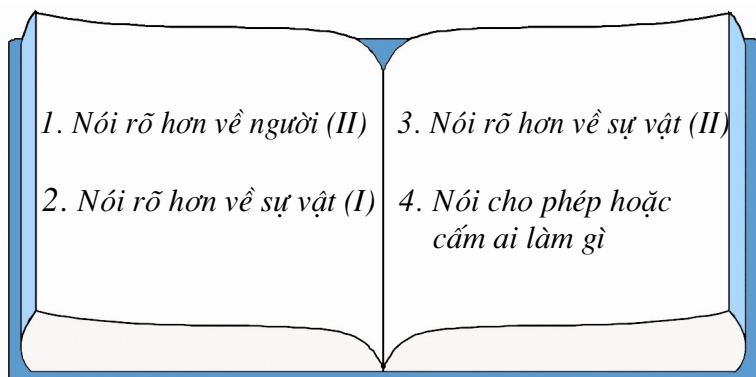 1. Nói rõ hơn về người (II)
2. Nói rõ hơn về sự vật (I)
3. Nói rõ hơn về sự vật (II)
4. Nói cho phép hoặc
cấm ai làm gì